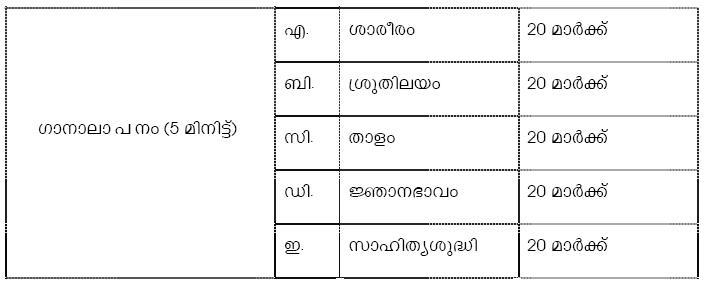 എ. ശാരീരം 20 മാർക്ക്
ബി. ശ്രുതിലയം 20 മാർക്ക്
ഗാനാലാ പ നം (5 മിനിട്ട്) സി. താളം 20 മാർക്ക്
ഡി. ജ്ഞാനഭാവം 20 മാർക്ക്
ഇ. സാഹിത്യശുദ്ധി 20 മാർക്ക്